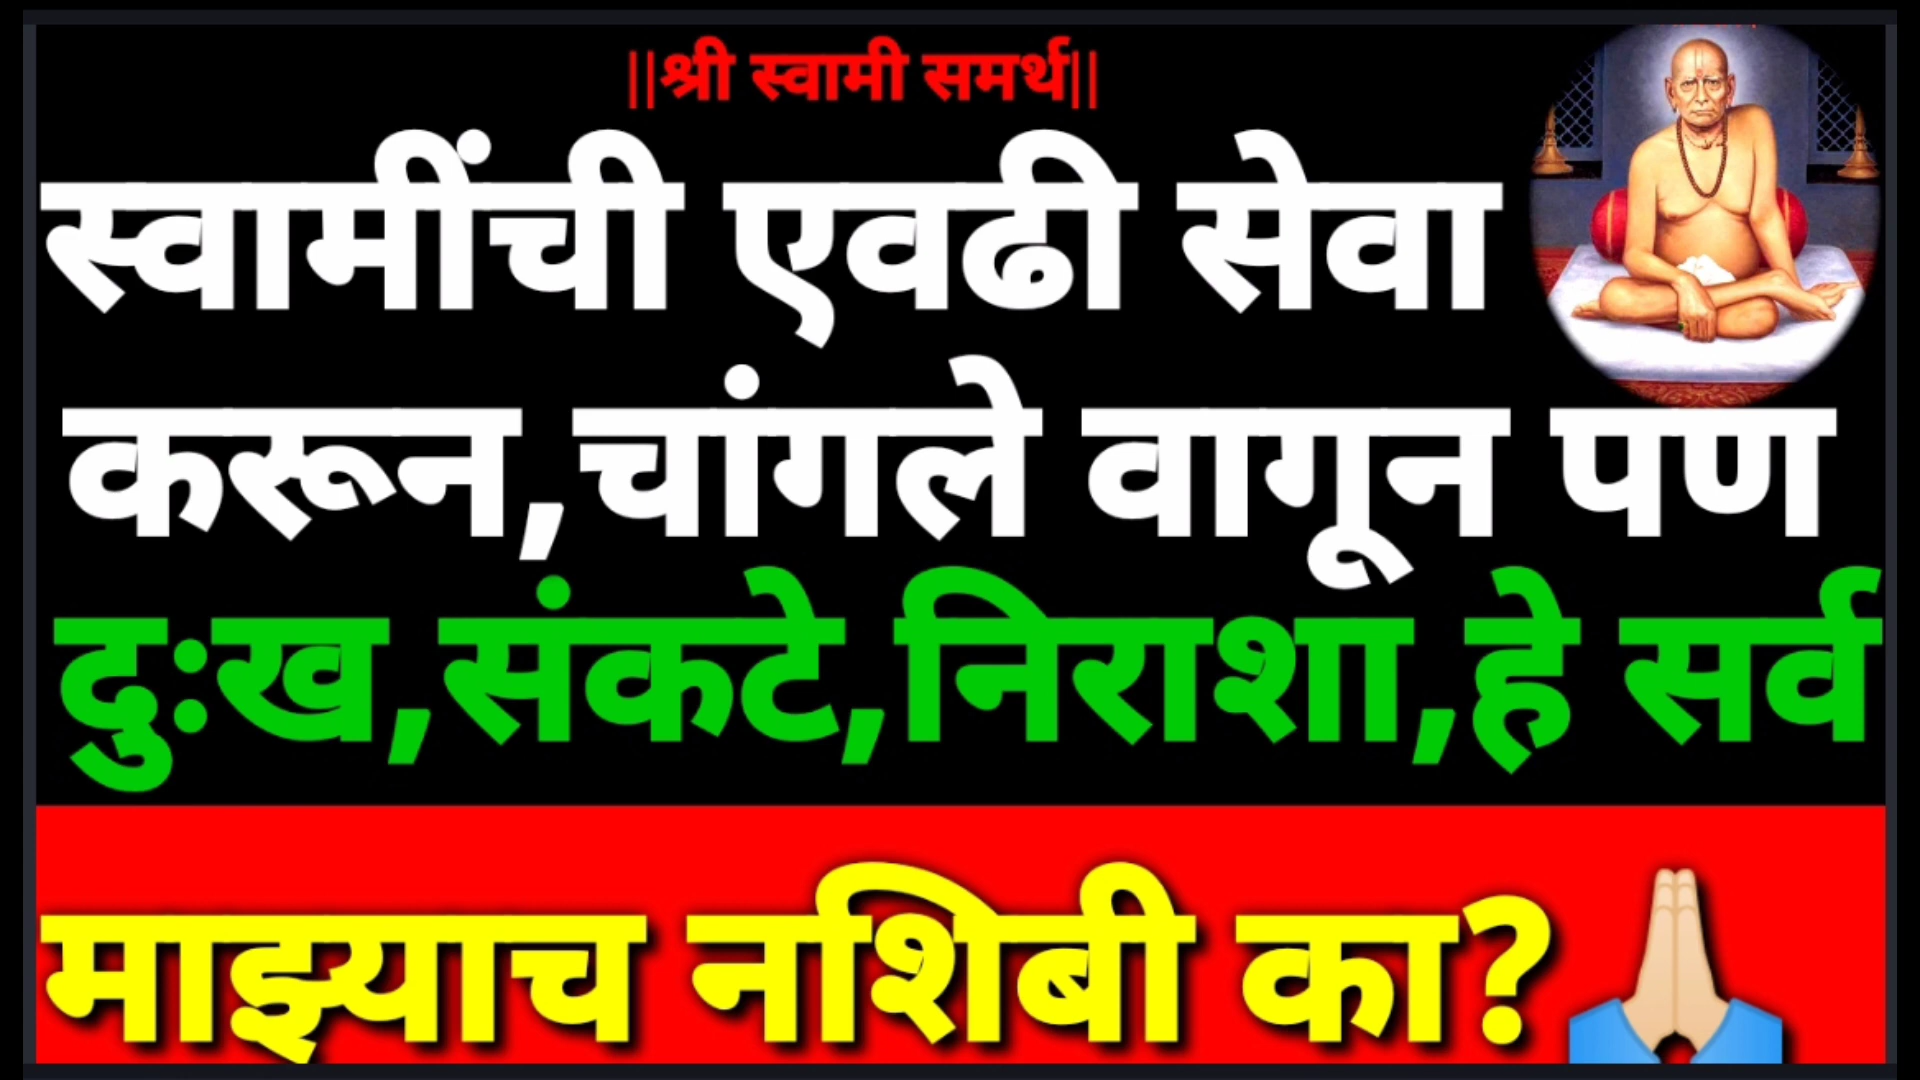 ||श्री स्वामी समर्थ||
स्वामींची एवढी सेवा
करून,चांगले वागून पण
दुःख,संकटे,निराशा,हे सर्व
माझ्याच नशिबी का?